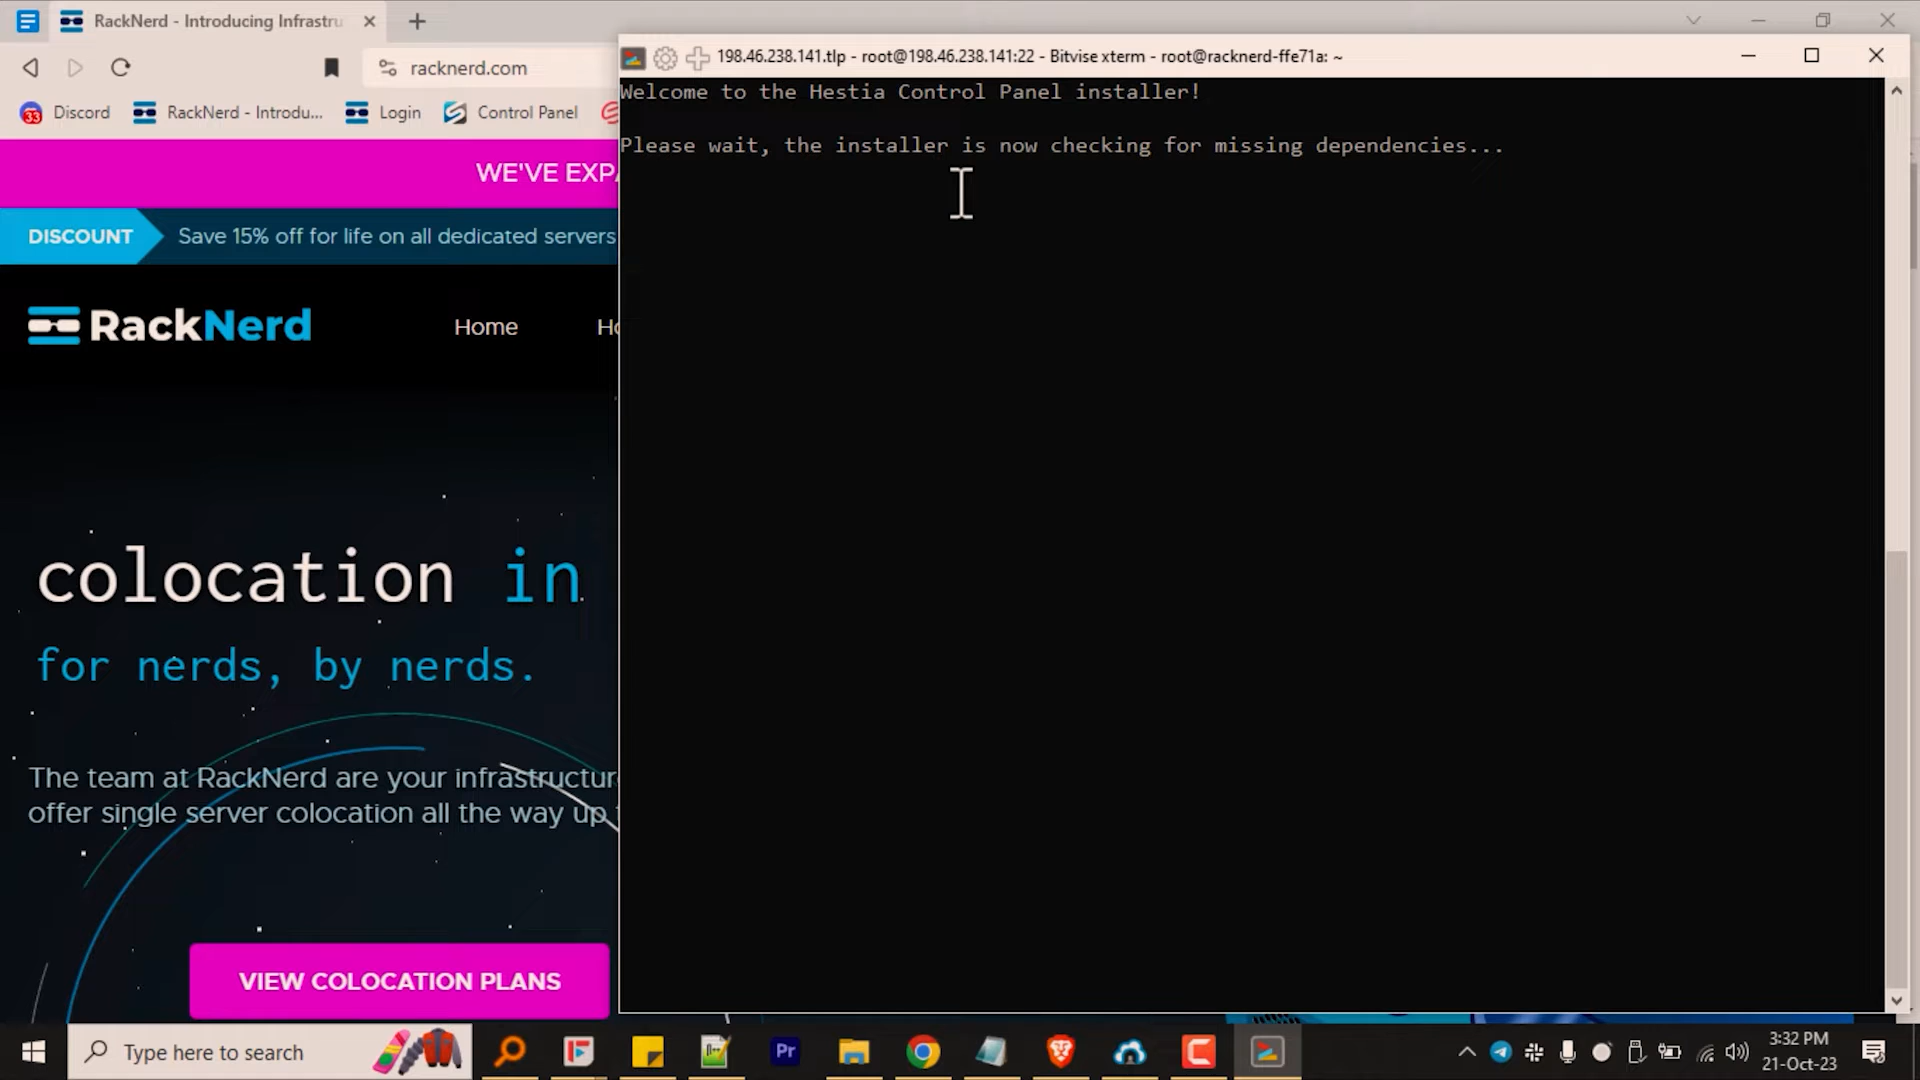 RackNerd - Introducing Infrastru
racknerd.com
33 Discord
RackNerd - Introdu...
Login
Control Panel
WE'VE EXPA
DISCOUNT
Save 15% off for life on all dedicated servers
RackNerd
Home
Ho
colocation in
for nerds, by nerds.
The team at RackNerd are your infrastructur
offer single server colocation all the way up t
VIEW COLOCATION PLANS
198.46.238.141.tlp - root@198.46.238.141:22 - Bitvise xterm - root@racknerd-ffe71a: ~
Welcome to the Hestia Control Panel installer!
Please wait, the installer is now checking for missing dependencies...
Type here to search
Pr
3:32 PM
21-Oct-23